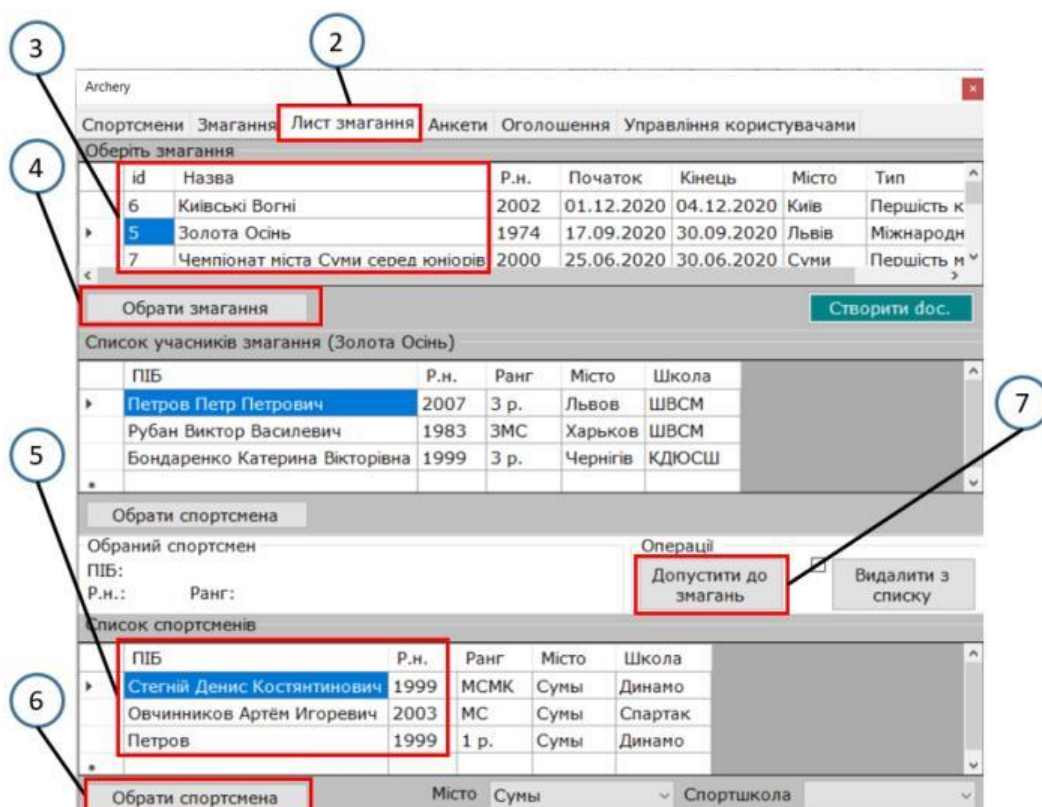 3
2
Archery
Спортсмени Змагання Лист змагання Анкети Оголошення Управління користувачами
4
Оберіть змагання
id Назва Р.н. Початок Кінець Місто Тип
6 Київські Вогні 2002 01.12.2020 04.12.2020 Київ Першість к
5 Золота Осінь 1974 17.09.2020 30.09.2020 Львів Міжнародн
7 Чемпіонат міста Суми серед юніорів 2000 25.06.2020 30.06.2020 Суми Першість м
Обрати змагання Створити doc.
Список учасників змагання (Золота Осінь)
ПІБ Р.н. Ранг Місто Школа
Петров Петр Петрович 2007 3 р. Львов ШВСМ
7
Рубан Виктор Василевич 1983 ЗМС Харьков ШВСМ
5
Бондаренко Катерина Вікторівна 1999 3 р. Чернігів КДЮСШ
Обрати спортсмена
Обраний спортсмен Операції
ПІБ:
Р.н.: Ранг:
Допустити до змагань
Видалити з списку
Список спортсменів
ПІБ Р.н. Ранг Місто Школа
Стегній Денис Костянтинович 1999 МСМК Сумы Динамо
6
Овчинников Артём Игоревич 2003 МС Сумы Спартак
Петров 1999 1 р. Сумы Динамо
Обрати спортсмена Місто Сумы Спортшкола